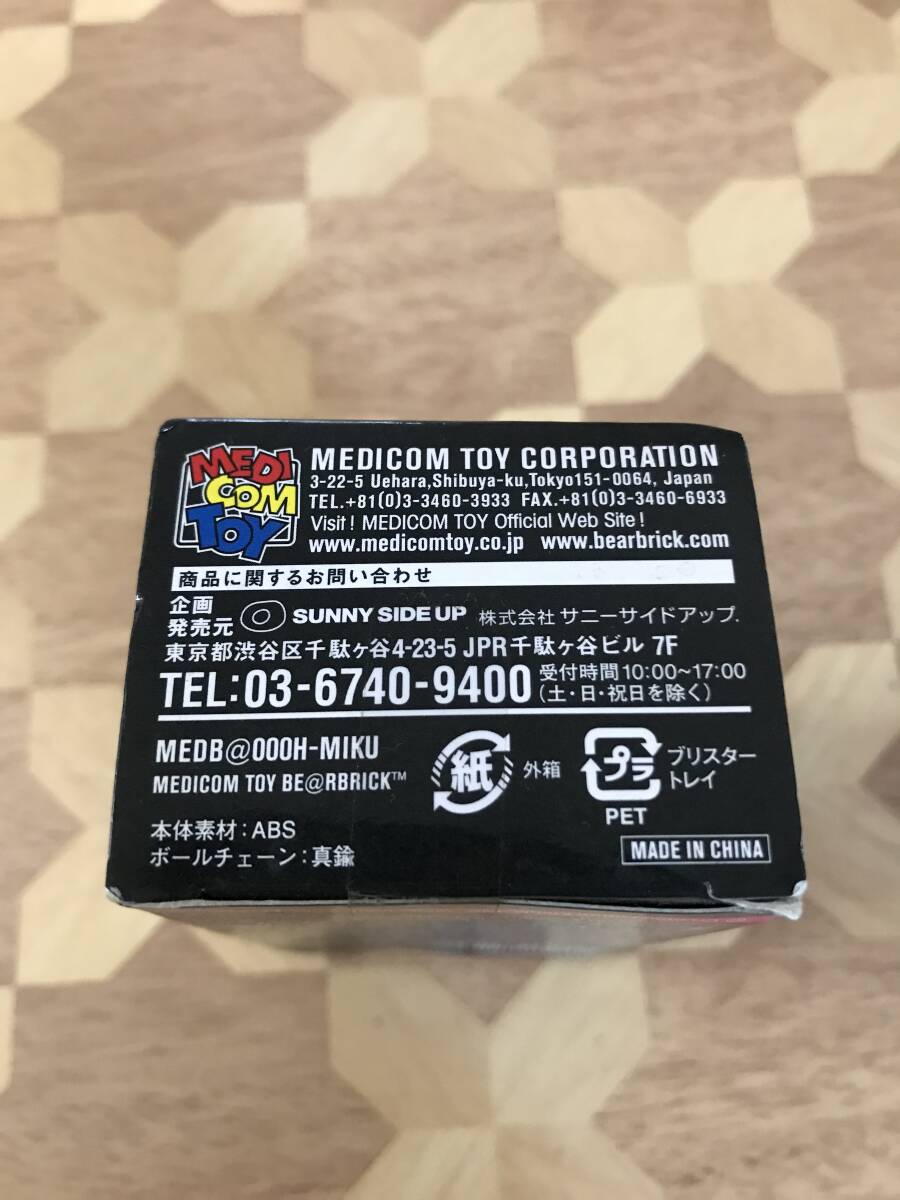 MEDI
COM
TOY
MEDICOM TOY CORPORATION
3-22-5 Uehara,Shibuya-ku,Tokyo151-0064, Japan
TEL.+81(0)3-3460-3933 FAX.+81(0)3-3460-6933
Visit! MEDICOM TOY Official Web Site!
www.medicomtoy.co.jp www.bearbrick.com
商品に関するお問い合わせ
企画
発売元 SUNNY SIDE UP 株式会社 サニーサイドアップ.
東京都渋谷区千駄ヶ谷4-23-5 JPR千駄ヶ谷ビル 7F
TEL:03-6740-9400 受付時間10:00~17:00
(土・日・祝日を除く)
MEDB@000H-MIKU
MEDICOM TOY BE@RBRICK™
紙 外箱
プラ ブリスター
トレイ
PET
本体素材:ABS
ボールチェーン:真鍮
MADE IN CHINA